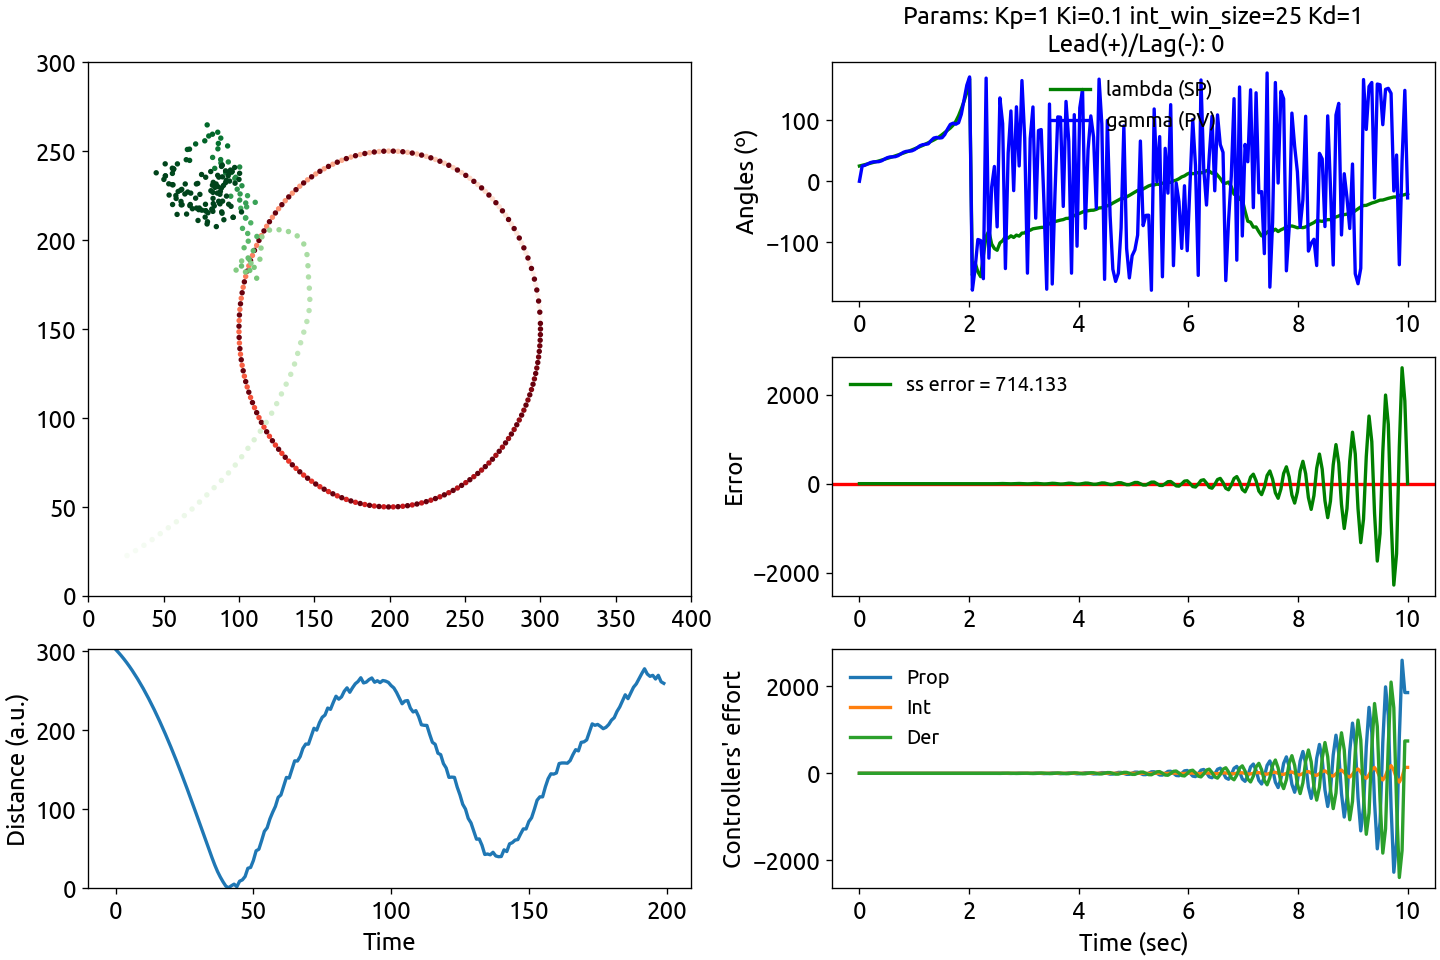 Params: Kp=1 Ki=0.1 int_win_size=25 Kd=1
Lead(+)/Lag(-): 0
300
250
200
150
100
50
0
0 50 100 150 200 250 300 350 400
Angles (º)
100
0
−100
lambda (SP)
gamma (PV)
0 2 4 6 8 10
Error
2000
0
−2000
ss error = 714.133
0 2 4 6 8 10
Distance (a.u.)
300
200
100
0
0 50 100 150 200
Time
Controllers' effort
2000
0
−2000
Prop
Int
Der
0 2 4 6 8 10
Time (sec)